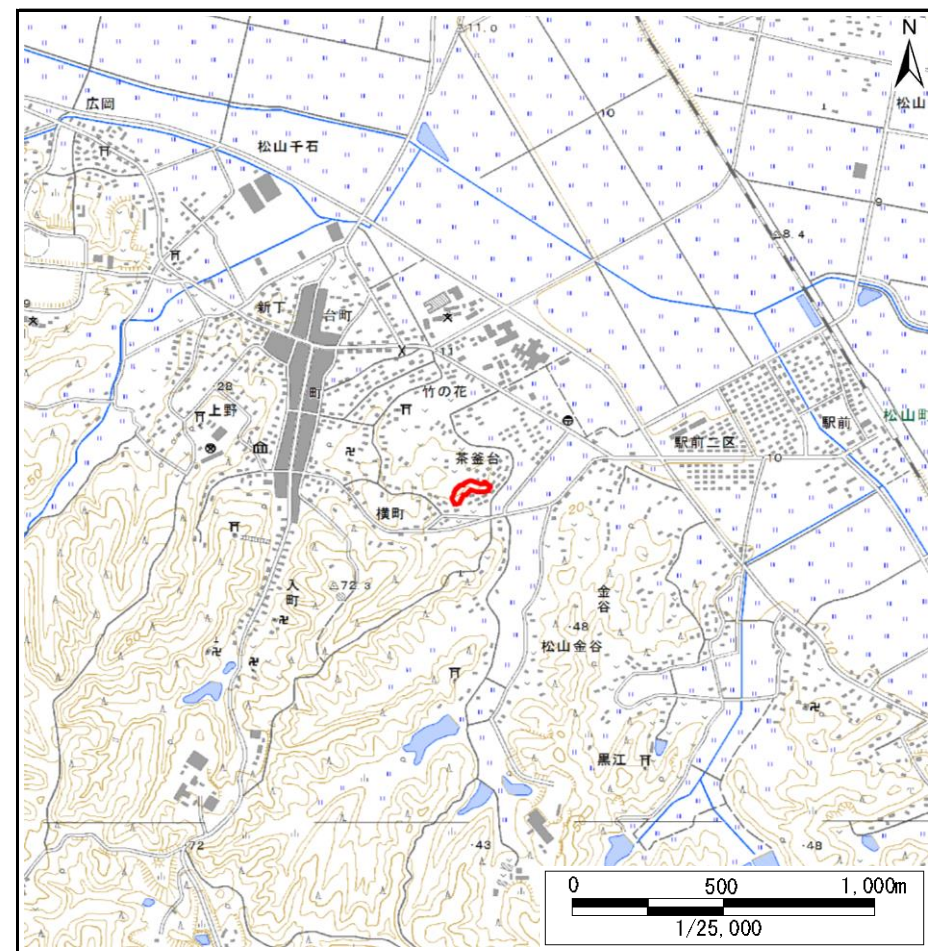 11.0
N
広岡
松山
1
松山千石
10
9
8.4
新丁
台町
11
町
28
竹の花
上野
駅前
松山町
駅前二区
茶釜台
10
横町
20
72.3
入町
金谷
50
48
松山金谷
10
黒江
72
43
48
0 500 1,000m
1/25,000